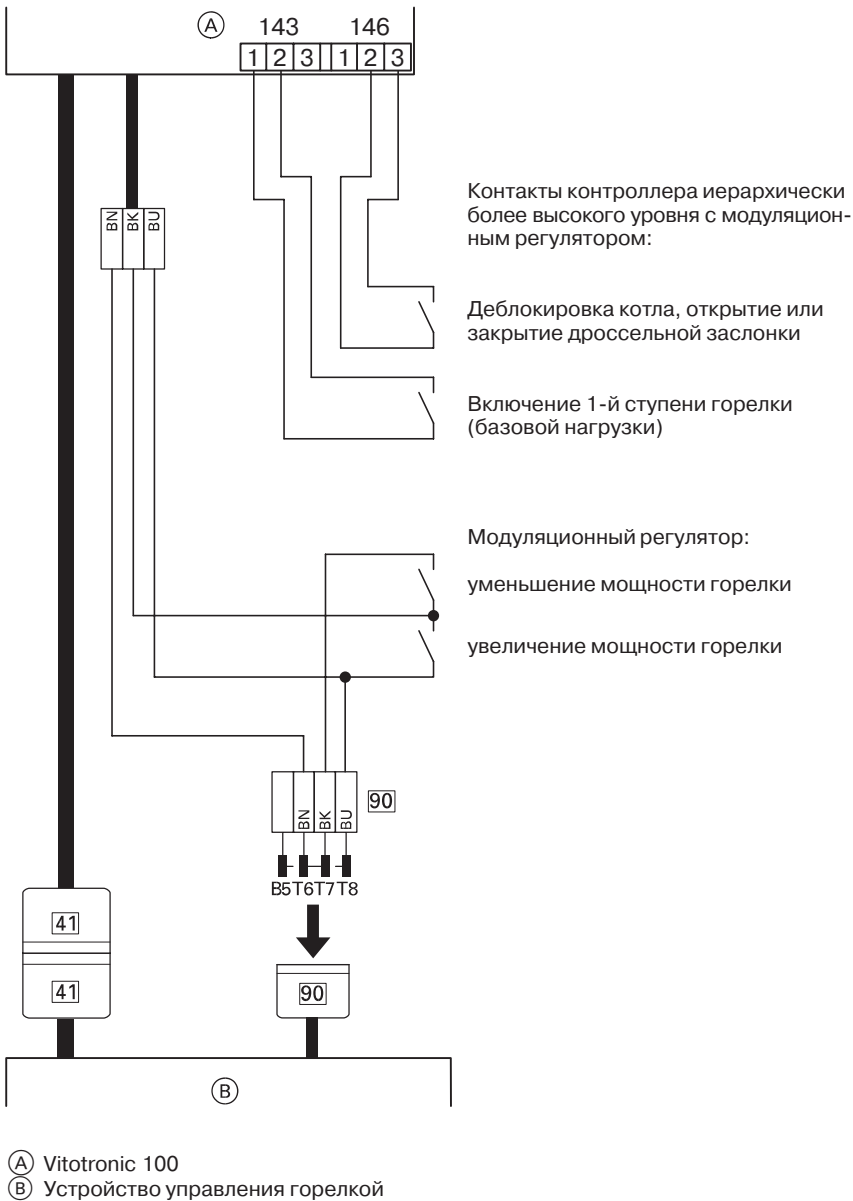 A 143 146
1 2 3 1 2 3
Контакты контроллера иерархически
более высокого уровня с модуляцион-
ным регулятором:
BN BK BU
Деблокировка котла, открытие или
закрытие дроссельной заслонки
Включение 1-й ступени горелки
(базовой нагрузки)
Модуляционный регулятор:
уменьшение мощности горелки
увеличение мощности горелки
BN BK BU 90
B5 T6 T7 T8
41
41 90
B
A Vitotronic 100
B Устройство управления горелкой